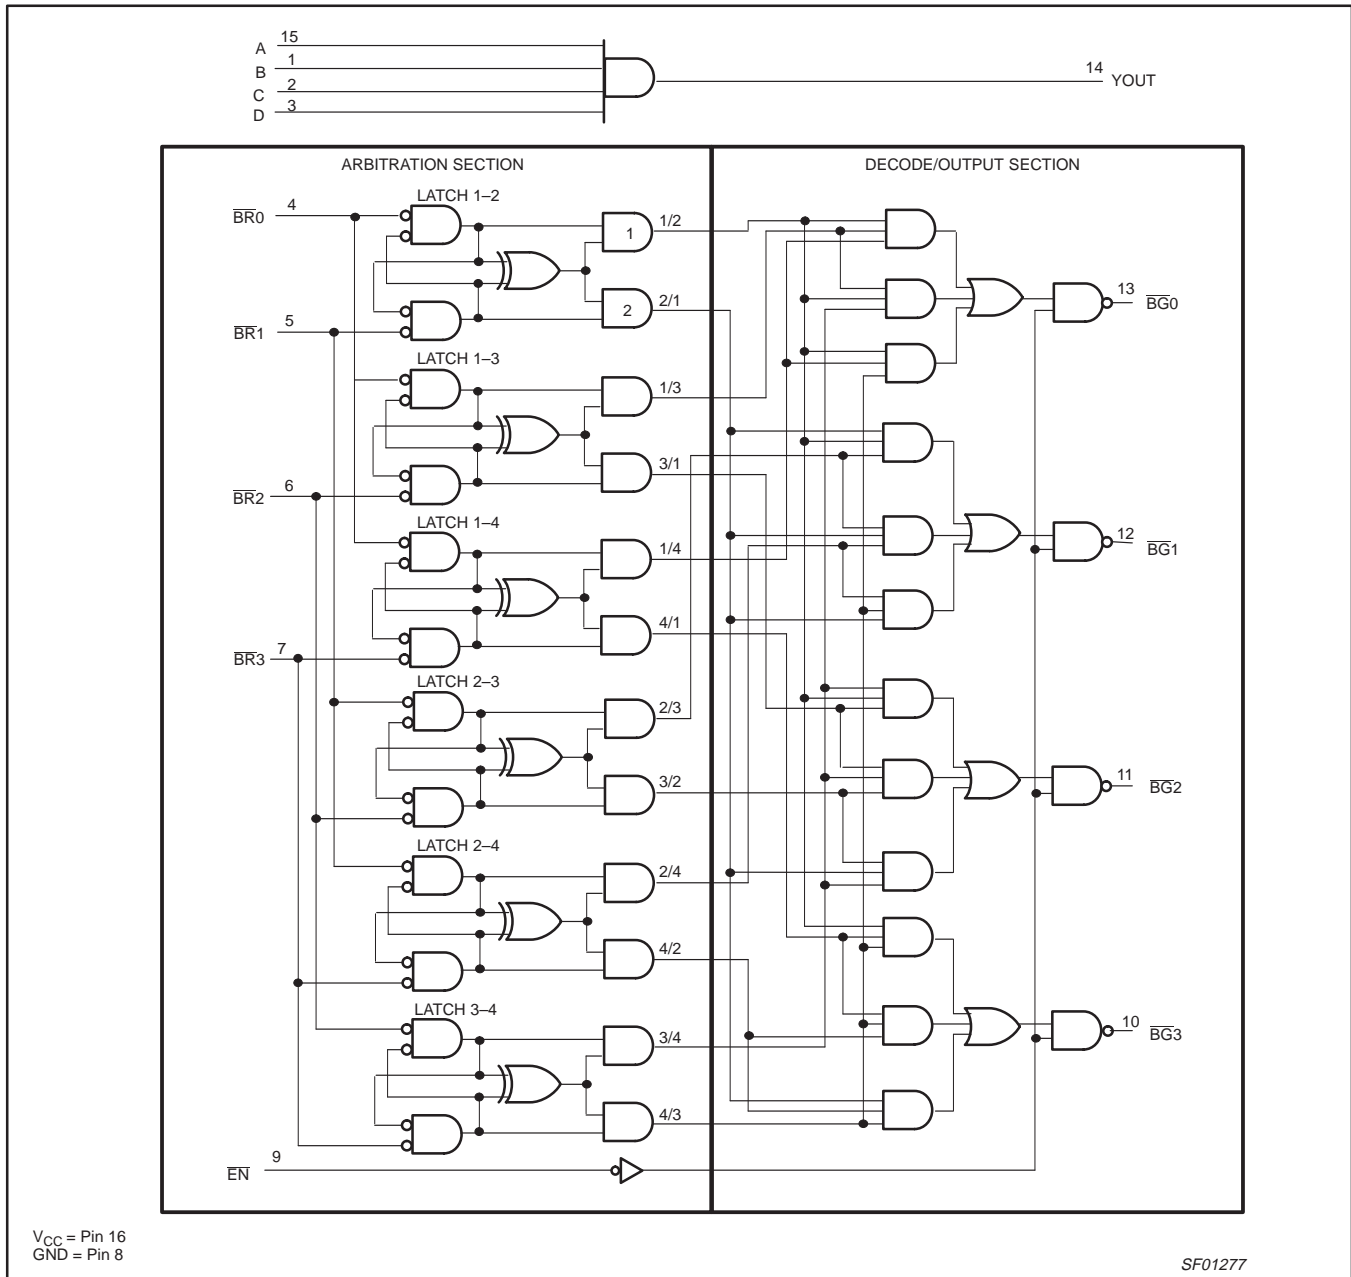 A 15
B 1
C 2
D 3
14 YOUT
ARBITRATION SECTION
DECODE/OUTPUT SECTION
LATCH 1–2
BR0 4
1
1/2
2
2/1
13 BG0
BR1 5
LATCH 1–3
1/3
3/1
BR2 6
LATCH 1–4
1/4
12 BG1
4/1
BR3 7
LATCH 2–3
2/3
3/2
11 BG2
LATCH 2–4
2/4
4/2
LATCH 3–4
3/4
10 BG3
4/3
EN 9
VCC = Pin 16
GND = Pin 8
SF01277